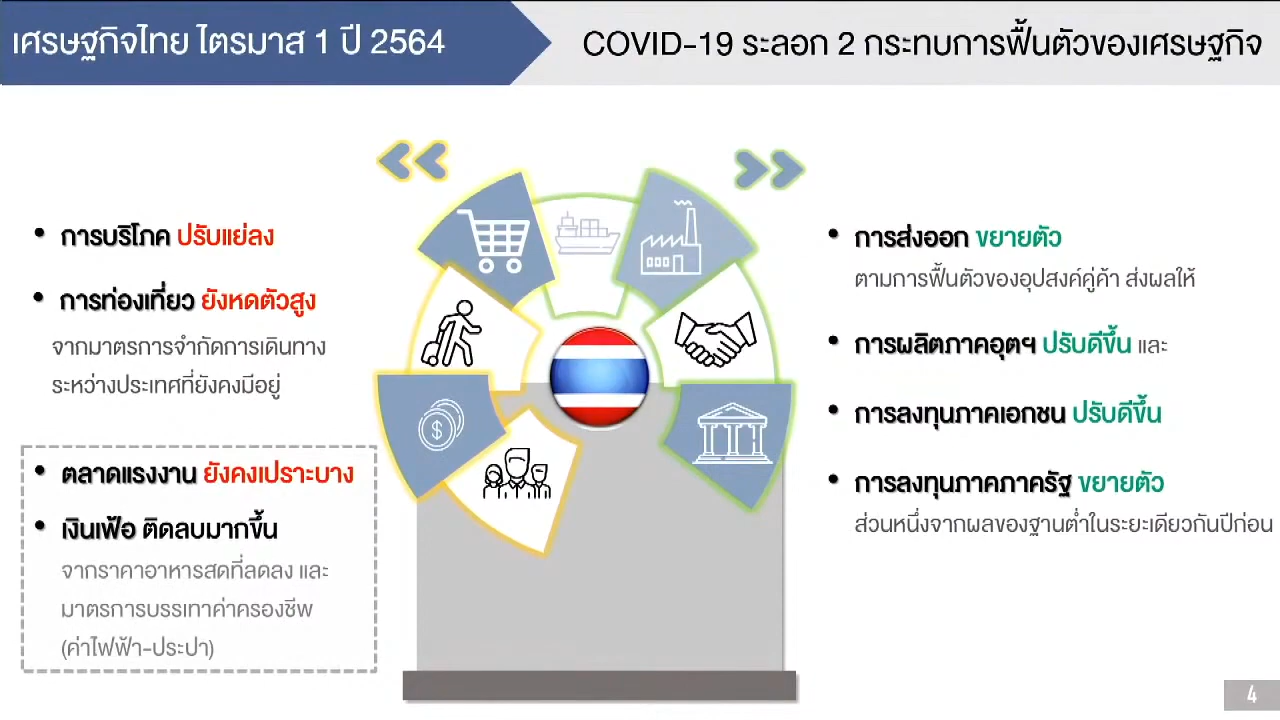 เศรษฐกิจไทย ไตรมาส 1 ปี 2564
COVID-19 ระลอก 2 กระทบการฟื้นตัวของเศรษฐกิจ
• การบริโภค ปรับแย่ลง
• การท่องเที่ยว ยังหดตัวสูง
จากมาตรการจำกัดการเดินทาง
ระหว่างประเทศที่ยังคงมีอยู่
• ตลาดแรงงาน ยังคงเปราะบาง
• เงินเฟ้อ ติดลบมากขึ้น
จากราคาอาหารสดที่ลดลง และ
มาตรการบรรเทาค่าครองชีพ
(ค่าไฟฟ้า-ประปา)
$
• การส่งออก ขยายตัว
ตามการฟื้นตัวของอุปสงค์คู่ค้า ส่งผลให้
• การผลิตภาคอุตฯ ปรับดีขึ้น และ
• การลงทุนภาคเอกชน ปรับดีขึ้น
• การลงทุนภาคภาครัฐ ขยายตัว
ส่วนหนึ่งจากผลของฐานต่ำในระยะเดียวกันปีก่อน
4